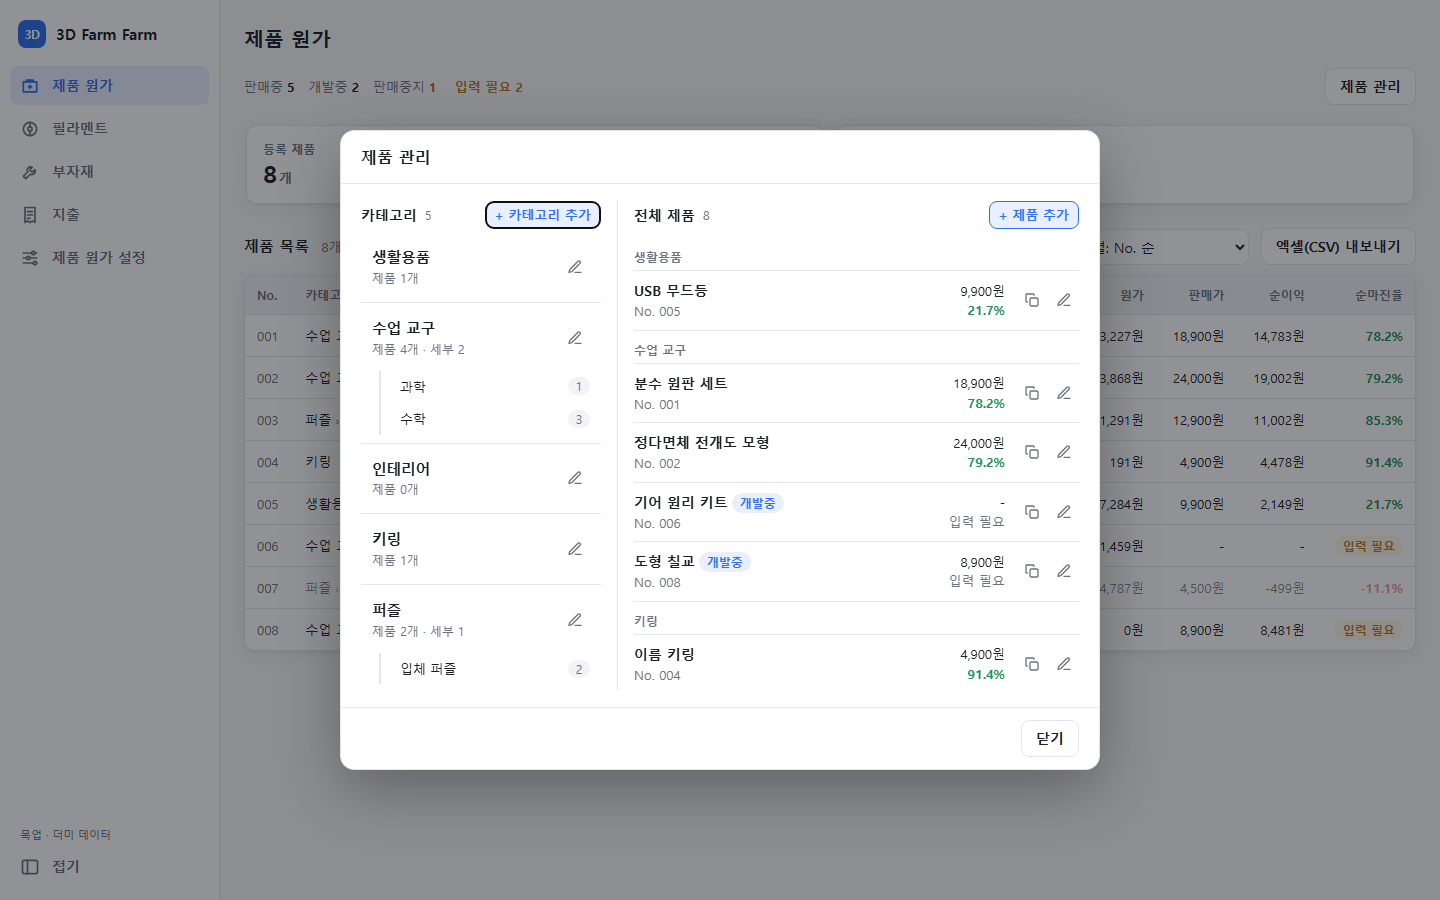 3D 3D Farm Farm
제품 원가
필라멘트
부자재
지출
제품 원가 설정
목업 · 더미 데이터
접기
제품 원가
판매중 5 개발중 2 판매중지 1 입력 필요 2
제품 관리
등록 제품
8개
제품 목록 8개
: No. 순
엑셀(CSV) 내보내기
No. 원가 판매가 순이익 순마진율
001 수업 3,227원 18,900원 14,783원 78.2%
002 수업 3,868원 24,000원 19,002원 79.2%
003 퍼즐 › 1,291원 12,900원 11,002원 85.3%
004 키링 191원 4,900원 4,478원 91.4%
005 7,284원 9,900원 2,149원 21.7%
006 수업 1,459원 - - 입력 필요
007 퍼즐 › 4,787원 4,500원 -499원 -11.1%
008 수업 0원 8,900원 8,481원 입력 필요
제품 관리
카테고리 5
+ 카테고리 추가
생활용품
제품 1개
수업 교구
제품 4개 · 세부 2
과학 1
수학 3
인테리어
제품 0개
키링
제품 1개
퍼즐
제품 2개 · 세부 1
입체 퍼즐 2
전체 제품 8
+ 제품 추가
생활용품
USB 무드등 9,900원
No. 005 21.7%
수업 교구
분수 원판 세트 18,900원
No. 001 78.2%
정다면체 전개도 모형 24,000원
No. 002 79.2%
기어 원리 키트 개발중 -
No. 006 입력 필요
도형 칠교 개발중 8,900원
No. 008 입력 필요
키링
이름 키링 4,900원
No. 004 91.4%
닫기